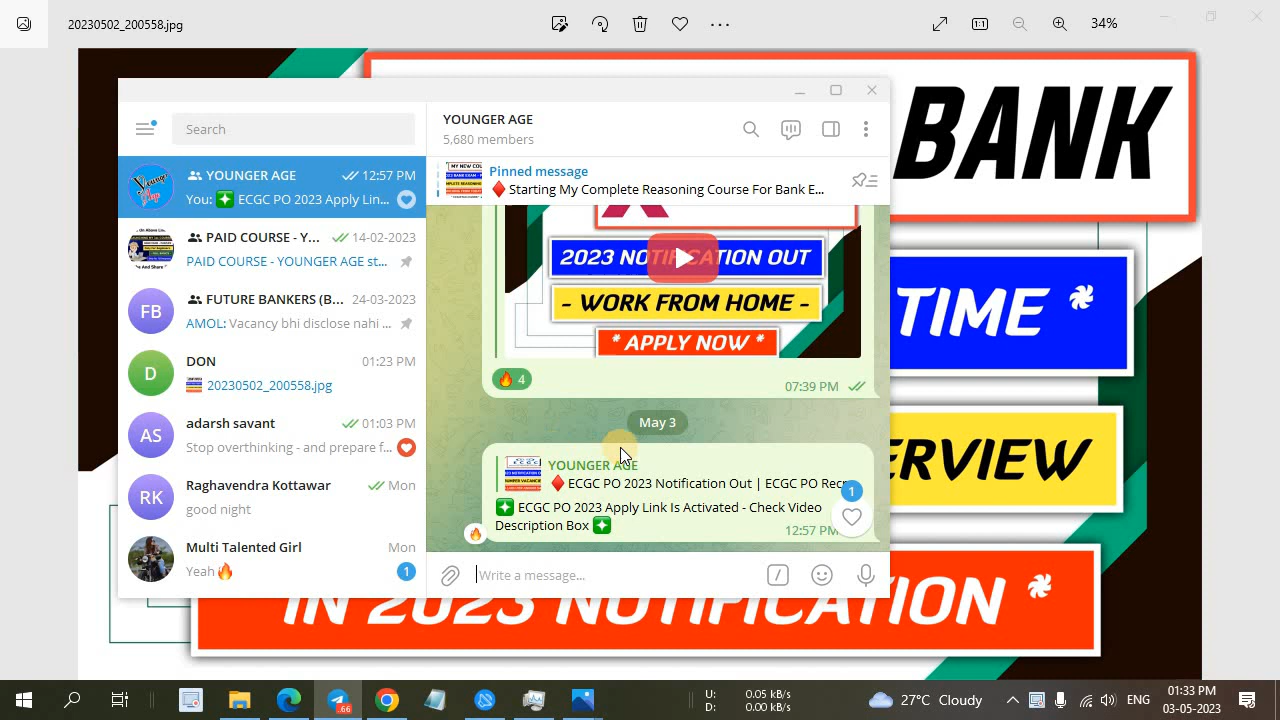 20230502_200558.jpg
34%
BANK
TIME *
ERVIEW
IN 2023 NOTIFICATION *
Search
YOUNGER AGE
12:57 PM
You: ECGC PO 2023 Apply Lin...
PAID COURSE - Y...
14-02-2023
PAID COURSE - YOUNGER AGE st...
FB
FUTURE BANKERS (B...
24-03-2023
AMOL: Vacancy bhi disclose nahi ...
D
DON
01:23 PM
20230502_200558.jpg
AS
adarsh savant
01:03 PM
Stop overthinking - and prepare f...
RK
Raghavendra Kottawar
Mon
good night
Multi Talented Girl
Mon
Yeah
1
YOUNGER AGE
5,680 members
Pinned message
Starting My Complete Reasoning Course For Bank E...
2023 NOTIFICATION OUT
- WORK FROM HOME -
* APPLY NOW *
4
07:39 PM
May 3
YOUNGER AGE
ECGC PO 2023 Notification Out | ECGC PO Recr
ECGC PO 2023 Apply Link Is Activated - Check Video
Description Box
1
12:57 PM
Write a message...
.66
U: 0.05 kB/s
D: 0.00 kB/s
27°C Cloudy
ENG
01:33 PM
03-05-2023